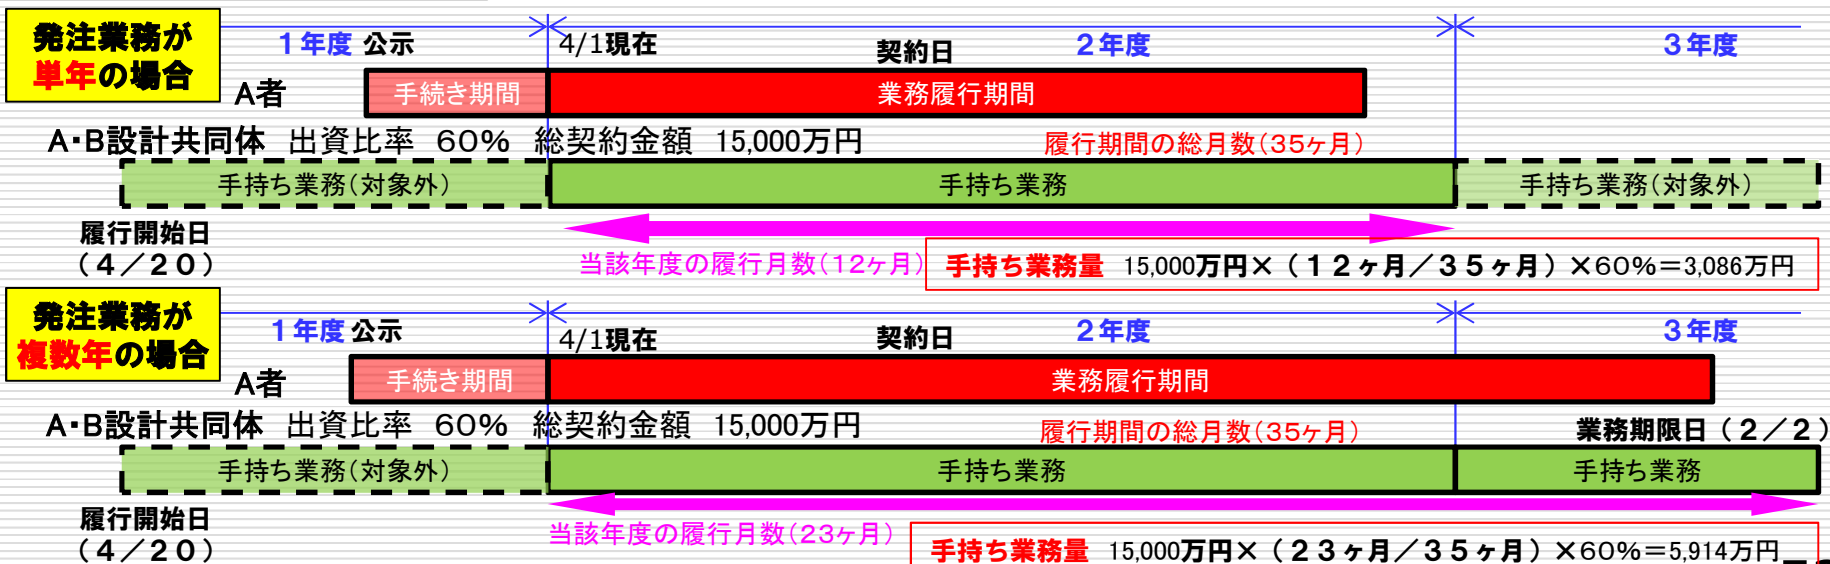 発注業務が
単年の場合
１年度 公示
4/1現在
契約日
２年度
３年度
A者
手続き期間
業務履行期間
A・B設計共同体 出資比率 60% 総契約金額 15,000万円
履行期間の総月数(35ヶ月)
手持ち業務(対象外)
手持ち業務
手持ち業務(対象外)
履行開始日
(４／２０)
当該年度の履行月数(12ヶ月)
手持ち業務量 15,000万円×(１２ヶ月／３５ヶ月)×60%=3,086万円
発注業務が
複数年の場合
１年度 公示
4/1現在
契約日
２年度
３年度
A者
手続き期間
業務履行期間
A・B設計共同体 出資比率 60% 総契約金額 15,000万円
履行期間の総月数(35ヶ月)
業務期限日(２／２)
手持ち業務(対象外)
手持ち業務
手持ち業務
履行開始日
(４／２０)
当該年度の履行月数(23ヶ月)
手持ち業務量 15,000万円×(２３ヶ月／３５ヶ月)×60%=5,914万円